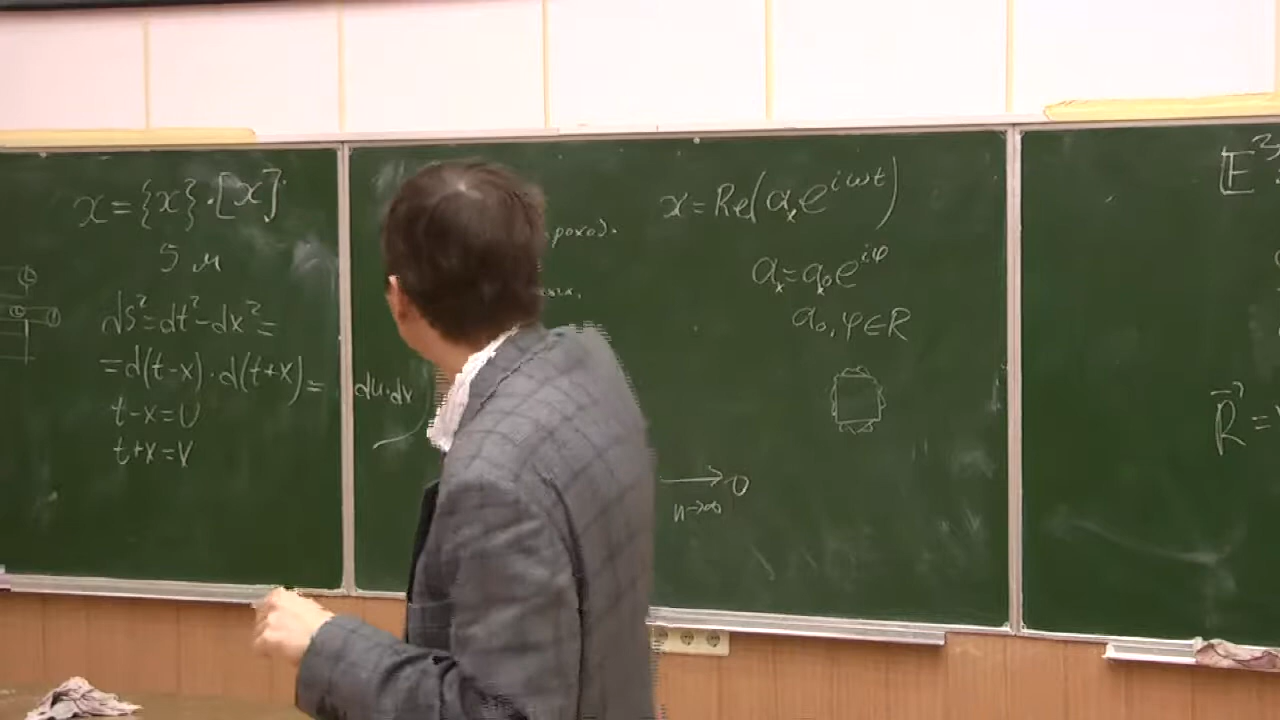 x={x}·[x]
5 м
dS²=dt²-dx²=
=d(t-x)·d(t+x)= du·dv
t-x=U
t+x=V
x=Re(aₓe^{iωt})
aₓ=a₀e^{iφ}
a₀,φ∈R
→ 0
n→∞
E³
R⃗=